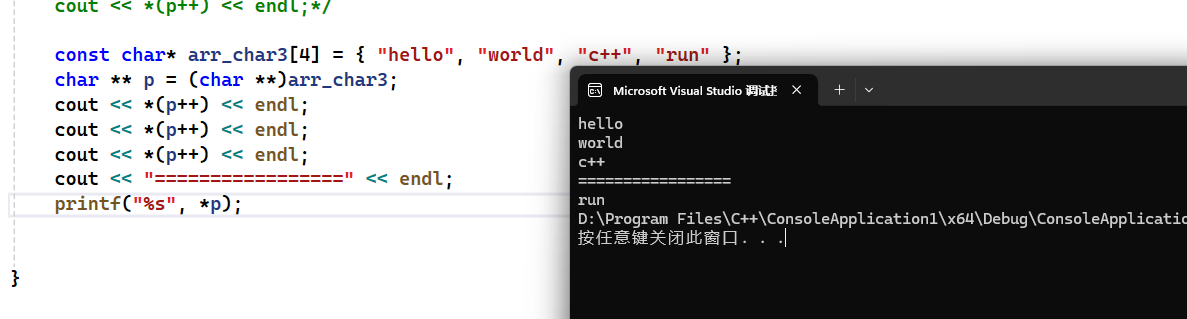 cout << *(p++) << endl;*/
const char* arr_char3[4] = { "hello", "world", "c++", "run" };
char ** p = (char **)arr_char3;
cout << *(p++) << endl;
cout << *(p++) << endl;
cout << *(p++) << endl;
cout << "=================" << endl;
printf("%s", *p);
}
Microsoft Visual Studio 调试
hello
world
c++
=================
run
D:\Program Files\C++\ConsoleApplication1\x64\Debug\ConsoleApplicatio
按任意键关闭此窗口. . .